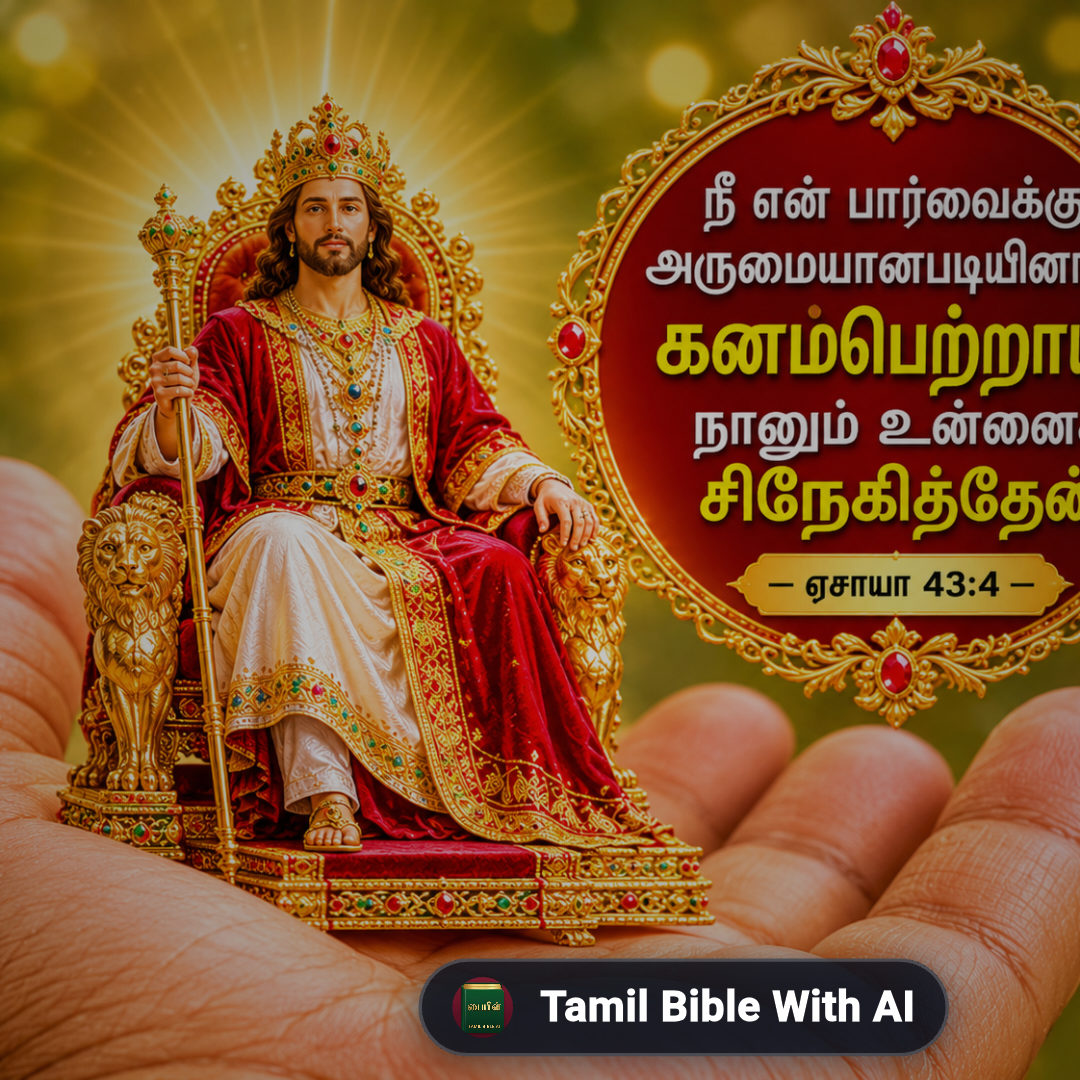 நீ என் பார்வைக்கு
அருமையானபடியினா
கனம்பெற்றாய
நானும் உன்னை
சிநேகித்தேன்
– ஏசாயா 43:4 –
பைபிள்
Tamil Bible With AI